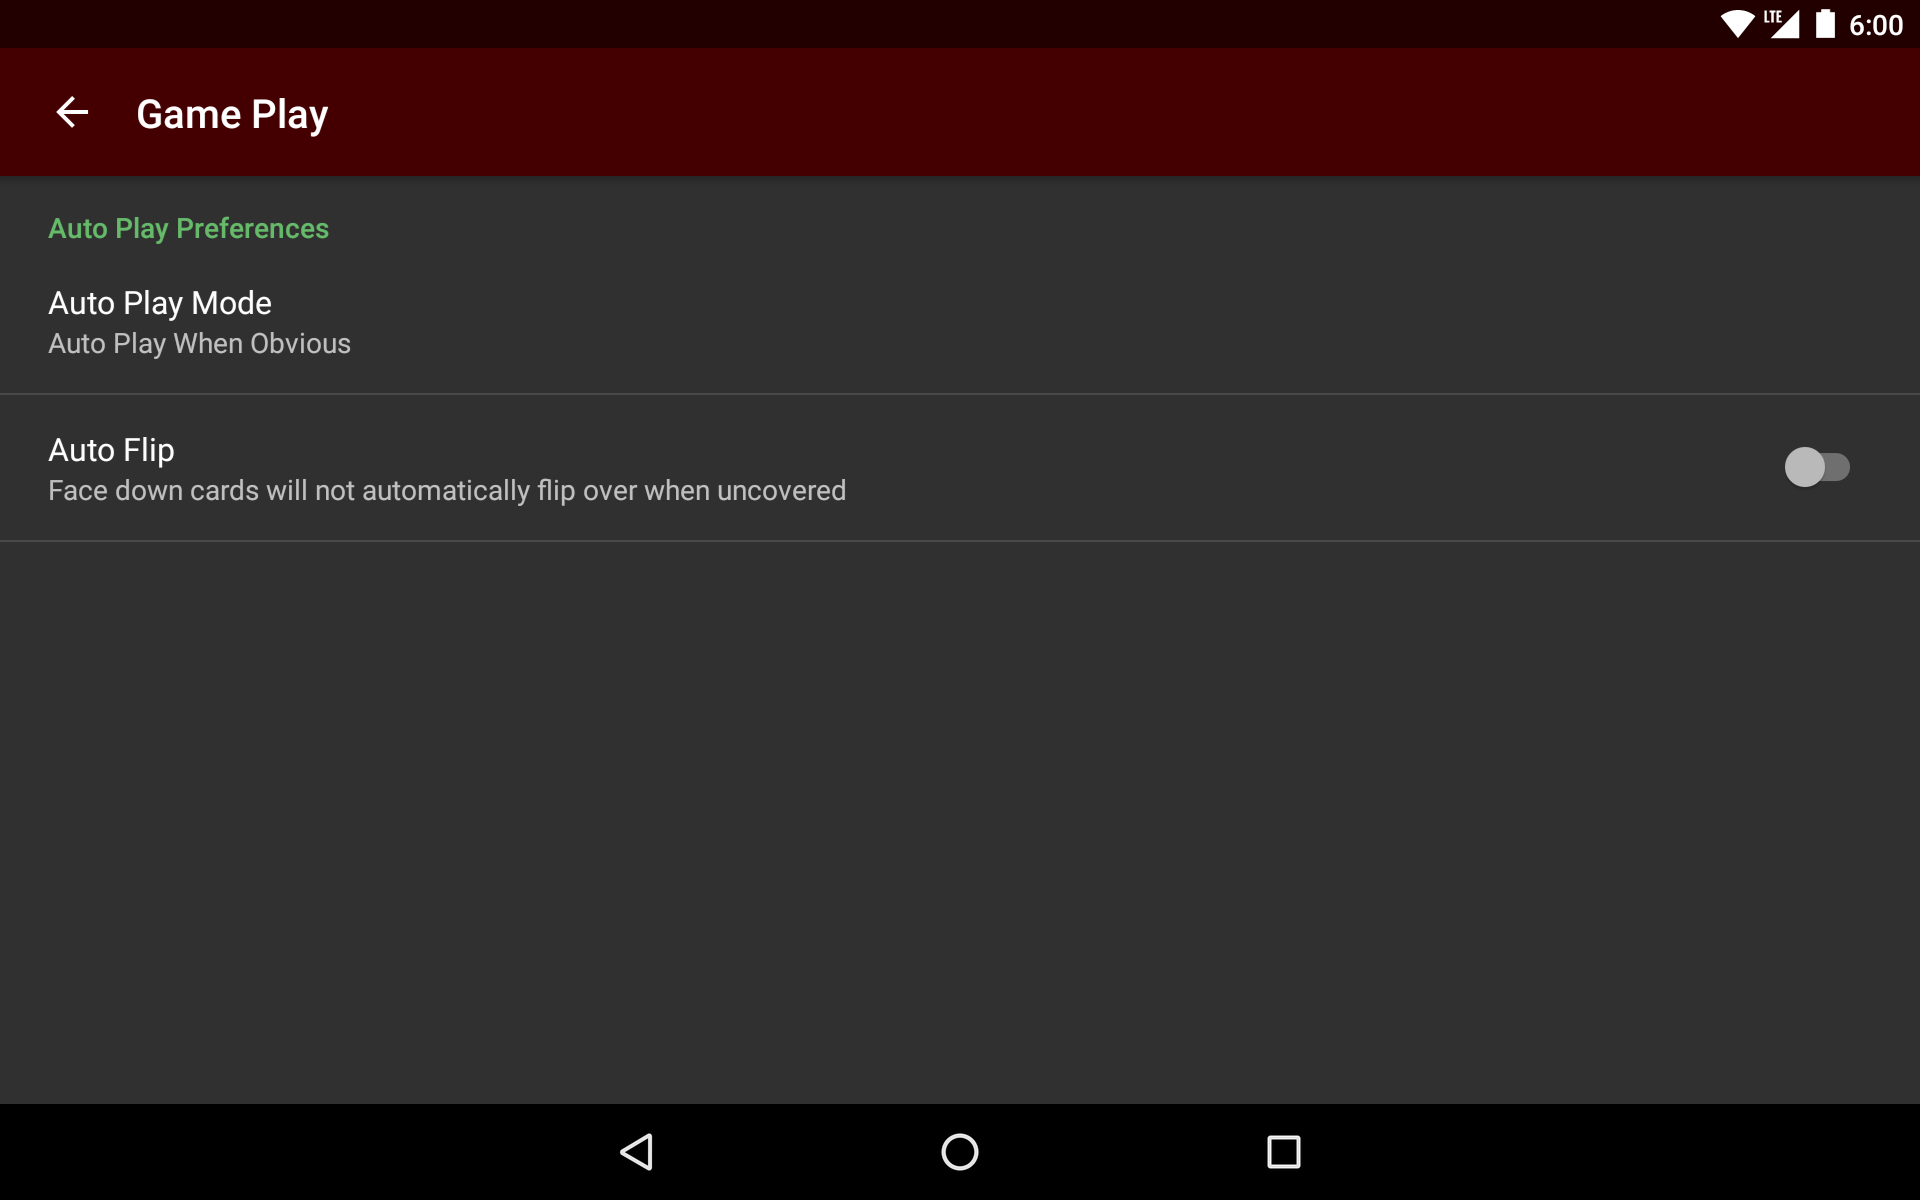 LTE 6:00
Game Play
Auto Play Preferences
Auto Play Mode
Auto Play When Obvious
Auto Flip
Face down cards will not automatically flip over when uncovered